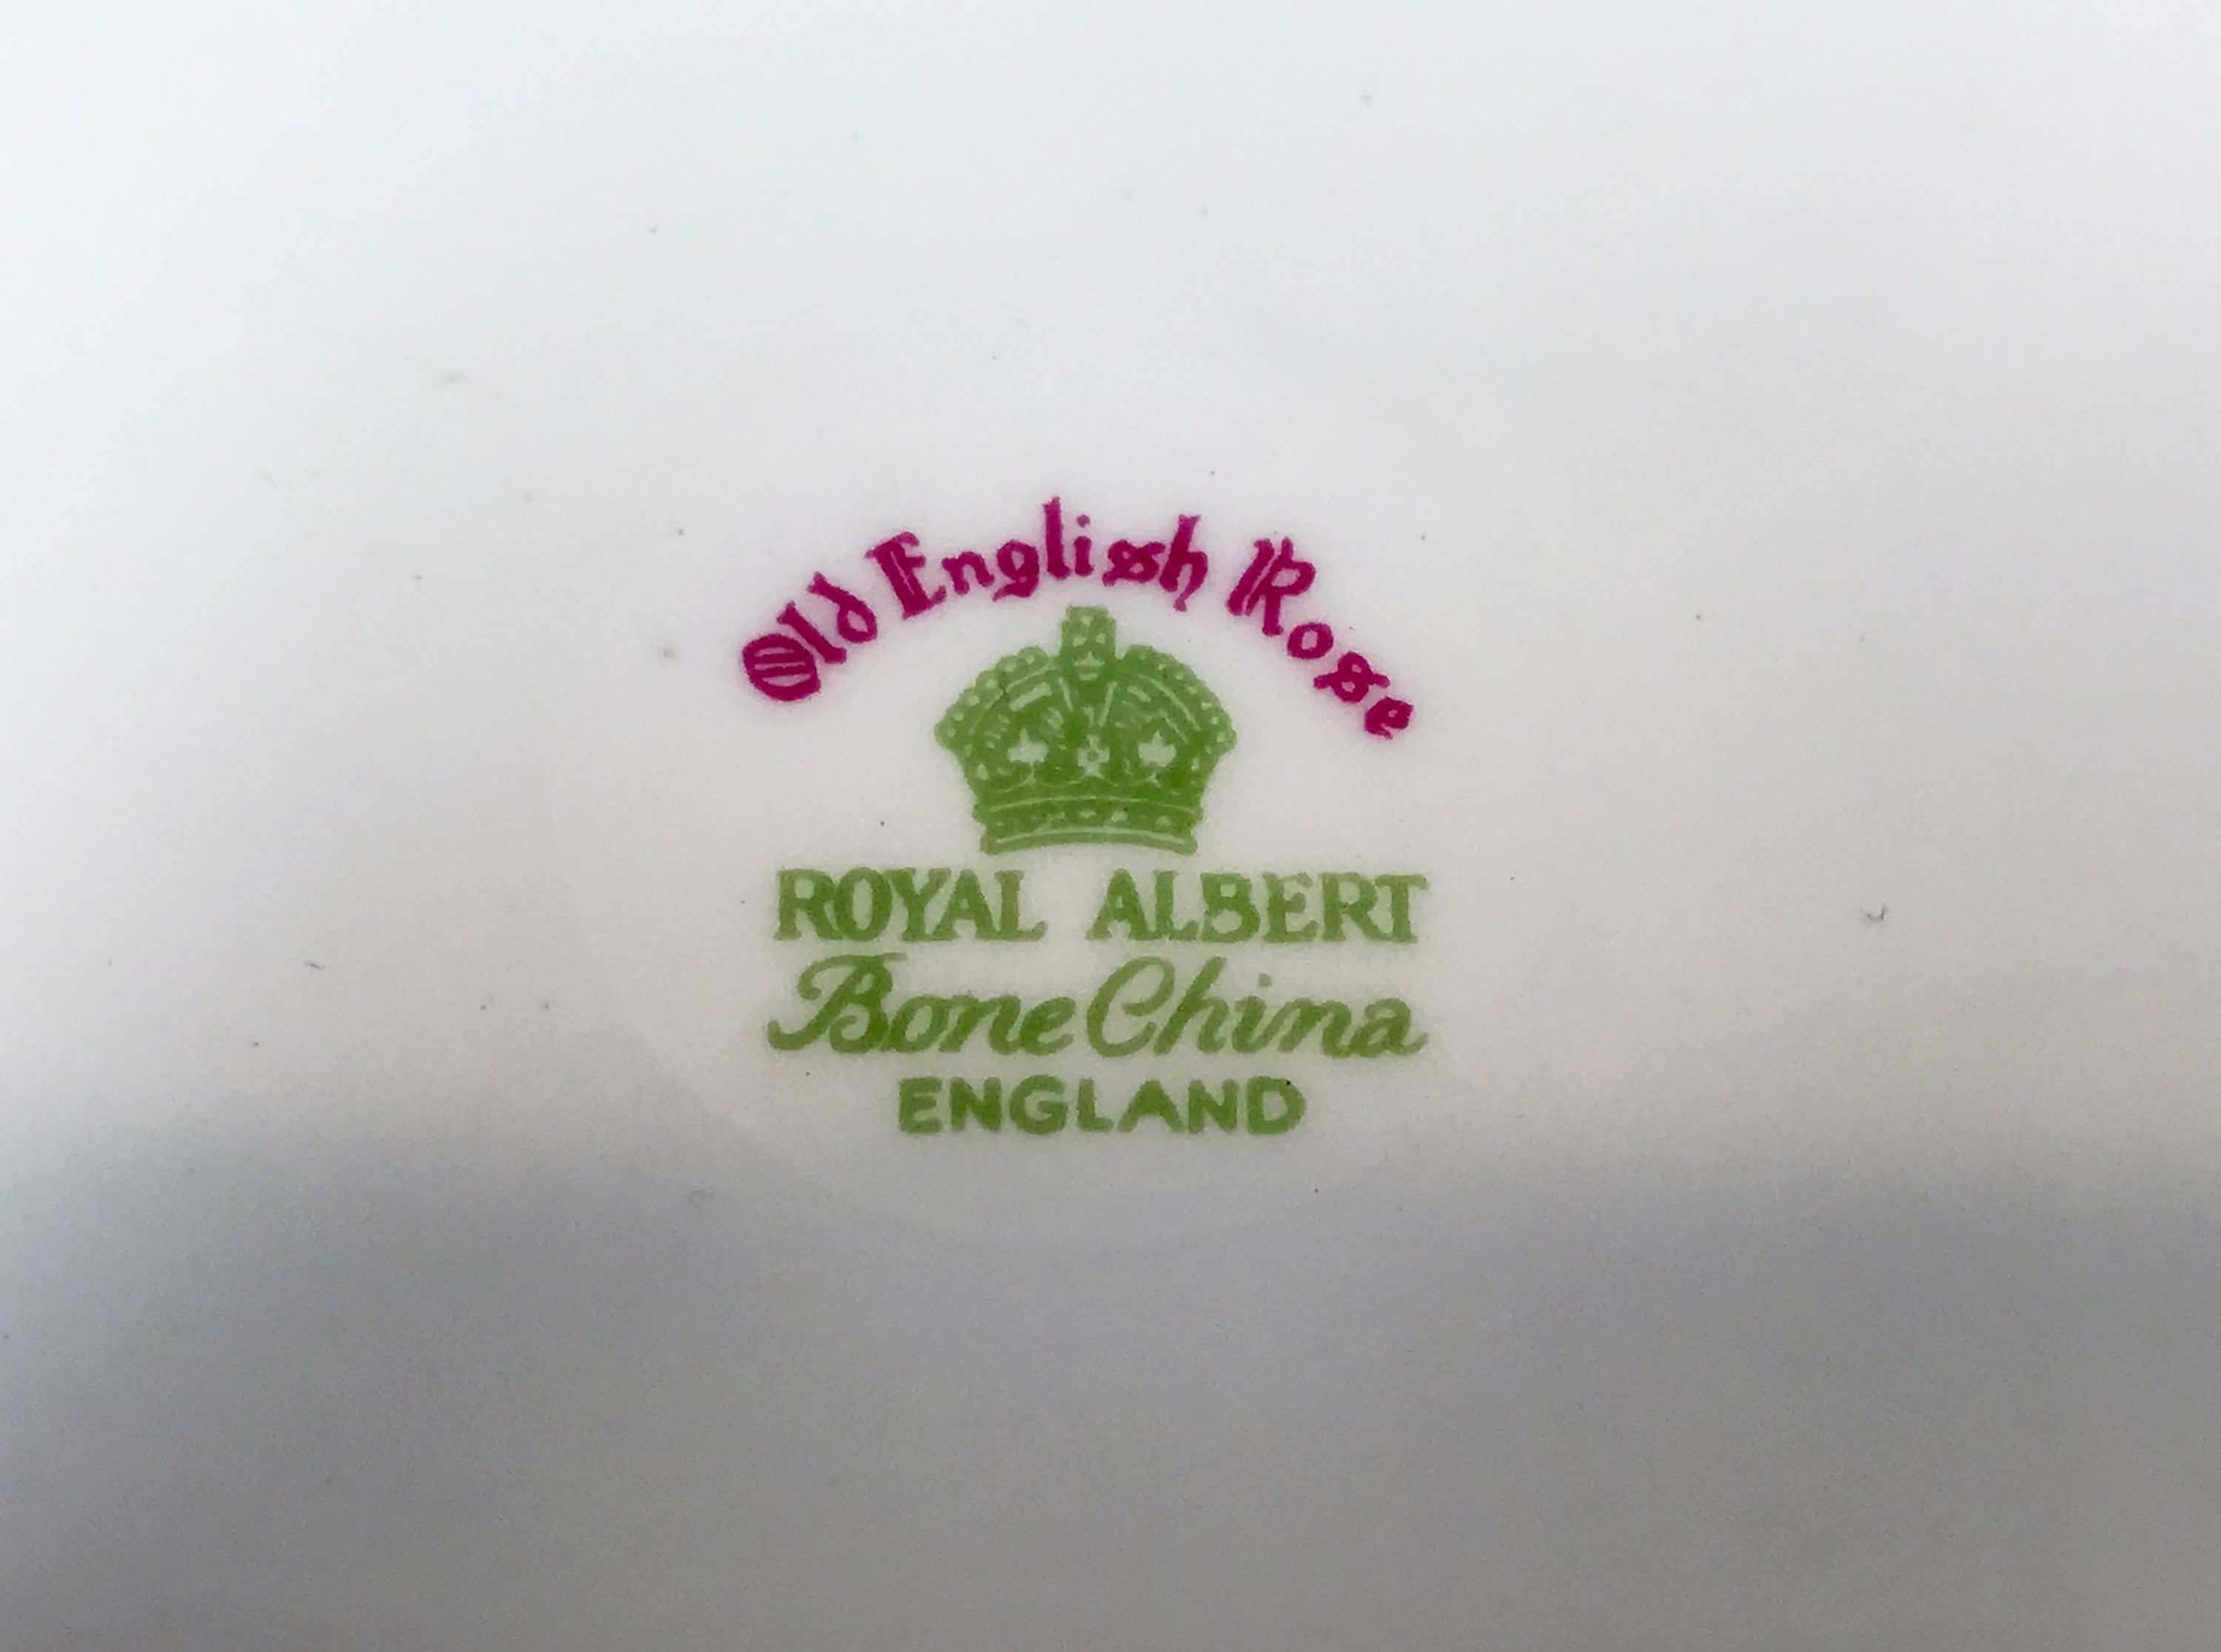 Old English Rose
ROYAL ALBERT
Bone China
ENGLAND